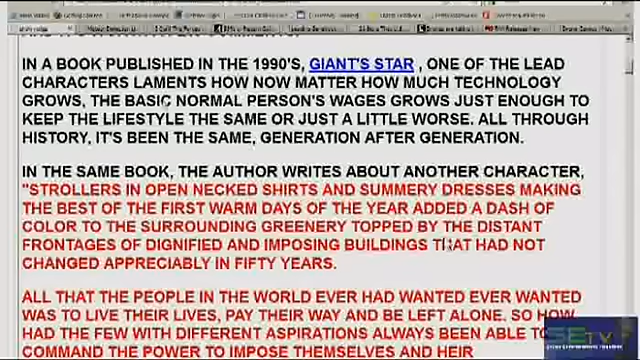 IN A BOOK PUBLISHED IN THE 1990'S, GIANT'S STAR , ONE OF THE LEAD
CHARACTERS LAMENTS HOW NOW MATTER HOW MUCH TECHNOLOGY
GROWS, THE BASIC NORMAL PERSON'S WAGES GROWS JUST ENOUGH TO
KEEP THE LIFESTYLE THE SAME OR JUST A LITTLE WORSE. ALL THROUGH
HISTORY, IT'S BEEN THE SAME, GENERATION AFTER GENERATION.
IN THE SAME BOOK, THE AUTHOR WRITES ABOUT ANOTHER CHARACTER,
"STROLLERS IN OPEN NECKED SHIRTS AND SUMMERY DRESSES MAKING
THE BEST OF THE FIRST WARM DAYS OF THE YEAR ADDED A DASH OF
COLOR TO THE SURROUNDING GREENERY TOPPED BY THE DISTANT
FRONTAGES OF DIGNIFIED AND IMPOSING BUILDINGS THAT HAD NOT
CHANGED APPRECIABLY IN FIFTY YEARS.
ALL THAT THE PEOPLE IN THE WORLD EVER HAD WANTED EVER WANTED
WAS TO LIVE THEIR LIVES, PAY THEIR WAY AND BE LEFT ALONE. SO HOW
HAD THE FEW WITH DIFFERENT ASPIRATIONS ALWAYS BEEN ABLE TO
COMMAND THE POWER TO IMPOSE THEMSELVES AND HEIR